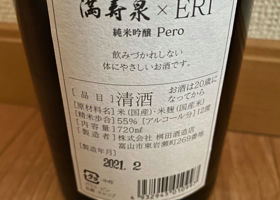 満寿泉×ERI
純米吟醸 Pero
飲みづかれしない
体にやさしいお酒です。
[品目] 清酒 お酒は20歳になってから
[原材料名] 米(国産)・米麹(国産米)
[精米歩合] 55% [アルコール分] 12度
[内容量] 720ml
[製造者] 株式会社 桝田酒造店
富山市東岩瀬町269番地
[製造年月]
2021. 2